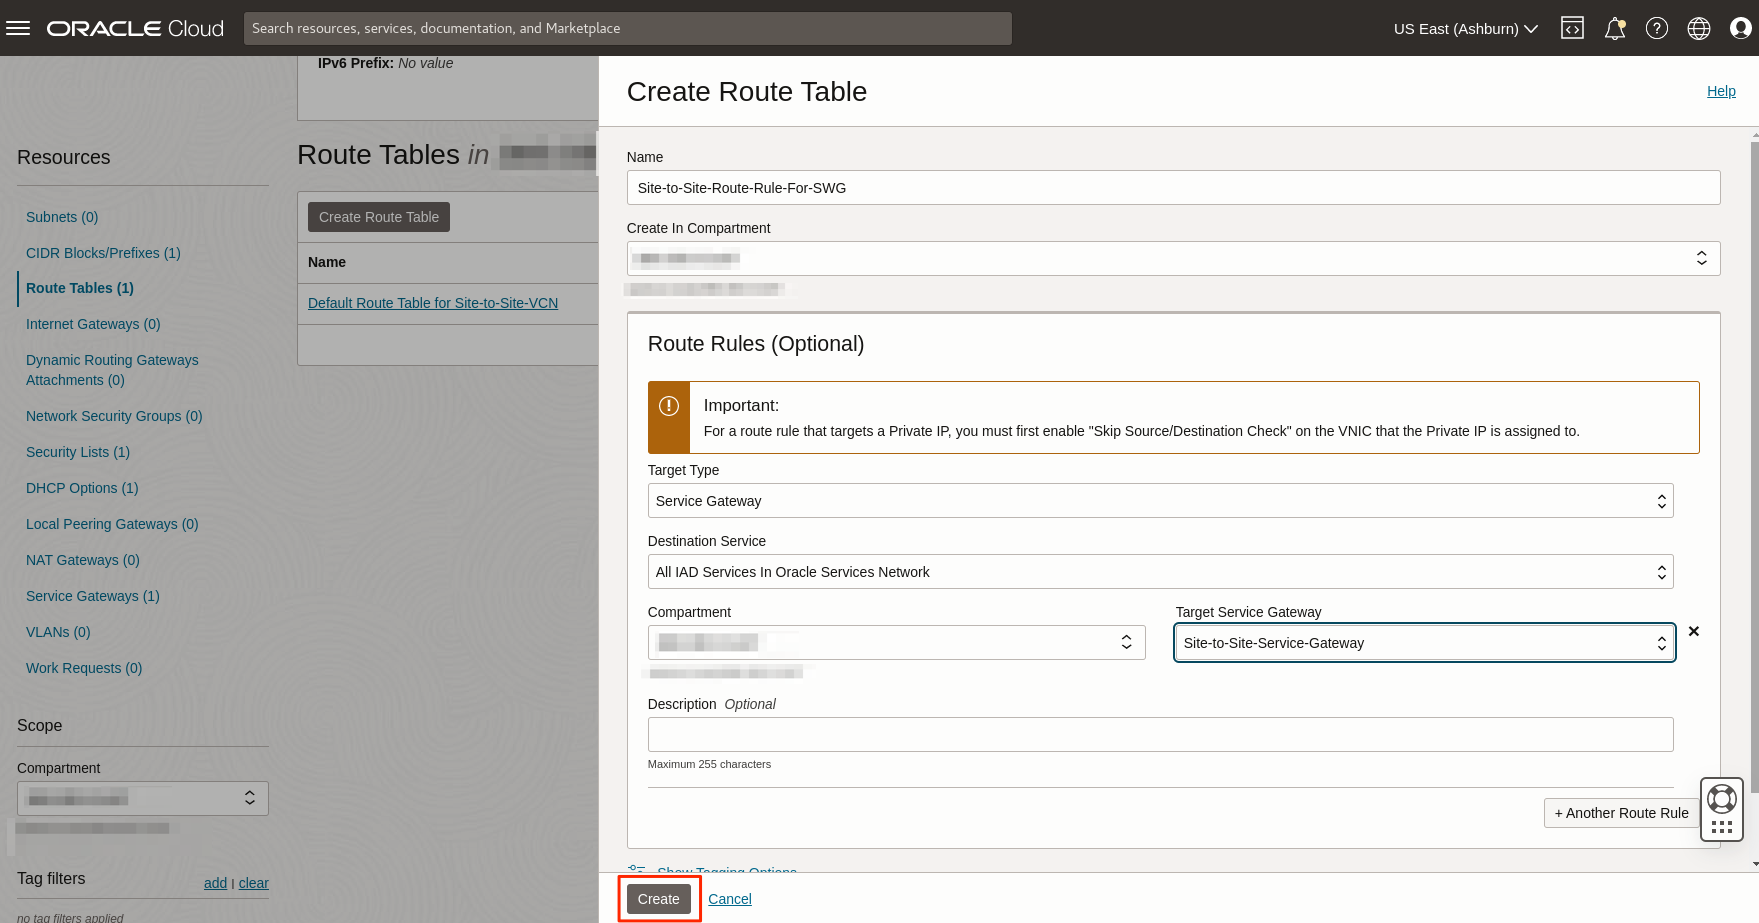 ORACLE Cloud
Search resources, services, documentation, and Marketplace
US East (Ashburn)
IPv6 Prefix: No value
Resources
Subnets (0)
CIDR Blocks/Prefixes (1)
Route Tables (1)
Internet Gateways (0)
Dynamic Routing Gateways
Attachments (0)
Network Security Groups (0)
Security Lists (1)
DHCP Options (1)
Local Peering Gateways (0)
NAT Gateways (0)
Service Gateways (1)
VLANs (0)
Work Requests (0)
Scope
Compartment
Tag filters
add | clear
no tag filters applied
Route Tables in
Create Route Table
Name
Default Route Table for Site-to-Site-VCN
Create Route Table
Help
Name
Site-to-Site-Route-Rule-For-SWG
Create In Compartment
Route Rules (Optional)
Important:
For a route rule that targets a Private IP, you must first enable "Skip Source/Destination Check" on the VNIC that the Private IP is assigned to.
Target Type
Service Gateway
Destination Service
All IAD Services In Oracle Services Network
Compartment
Target Service Gateway
Site-to-Site-Service-Gateway
Description Optional
Maximum 255 characters
+ Another Route Rule
Show Tagging Options
Create
Cancel